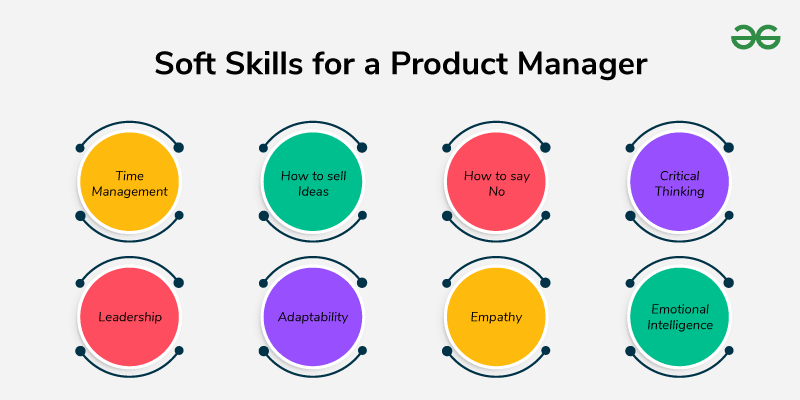 Soft Skills for a Product Manager
Time
Management
How to sell
Ideas
How to say
No
Critical
Thinking
Leadership
Adaptability
Empathy
Emotional
Intelligence